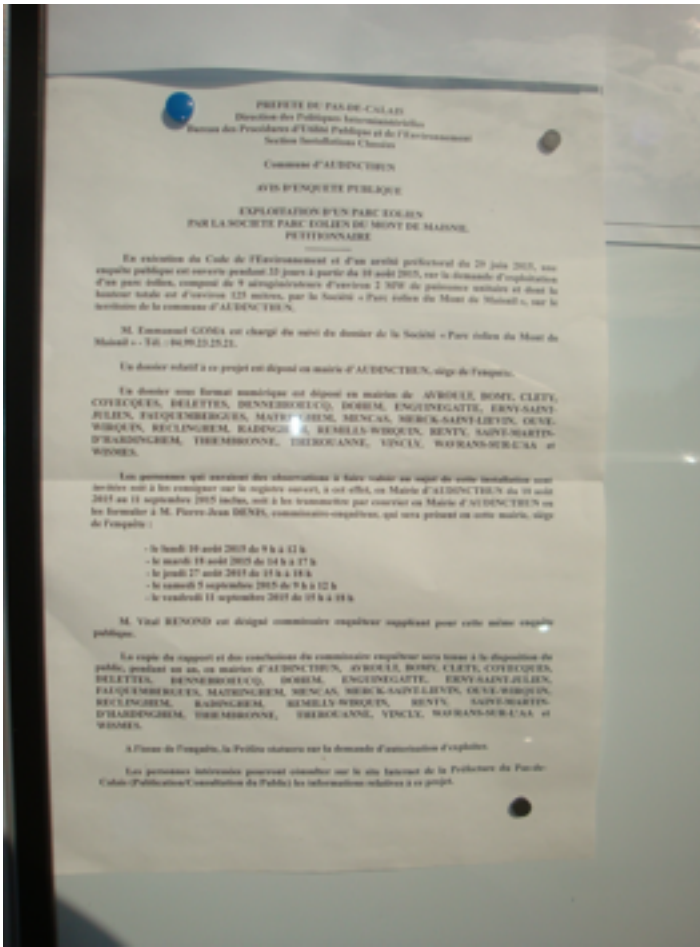 PREFETE DU PAS-DE-CALAIS
Direction des Politiques Interministérielles
Bureau des Procédures d'Utilité Publique et de l'Environnement
Section Installations Classées
Commune d'AUDINCTHUN
AVIS D'ENQUETE PUBLIQUE
EXPLOITATION D'UN PARC EOLIEN
PAR LA SOCIETE PARC EOLIEN DU MONT DE MAISNIL
PETITIONNAIRE
En exécution du Code de l'Environnement et d'un arrêté préfectoral du 29 juin 2015, une
enquête publique est ouverte pendant 33 jours à partir du 10 août 2015, sur la demande d'exploitation
d'un parc éolien, composé de 9 aérogénérateurs d'environ 2 MW de puissance unitaire et dont la
hauteur totale est d'environ 125 mètres, par la Société « Parc éolien du Mont de Maisnil », sur le
territoire de la commune d'AUDINCTHUN.
M. Emmanuel est chargé du suivi du dossier de la Société « Parc éolien du Mont de
Maisnil » - Tél. :
Un dossier relatif à ce projet est déposé en mairie d'AUDINCTHUN, siège de l'enquête.
Un dossier sous format numérique est déposé en mairies de AVROULT, BOMY, CLETY,
COYECQUES, DELETTES, DENNEBROEUCQ, DOHEM, ENGUINEGATTE, ERNY-SAINT-
JULIEN, FAUQUEMBERGUES, MATRINGHEM, MENCAS, MERCK-SAINT-LIEVIN, OUVE-
WIRQUIN, RECLINGHEM, RADINGHEM, REMILLY-WIRQUIN, RENTY, SAINT-MARTIN-
D'HARDINGHEM, THIEMBRONNE, THEROUANNE, VINCLY, WAVRANS-SUR-L'AA et
WISMES.
Les personnes qui auraient des observations à faire valoir au sujet de cette installation sont
invitées soit à les consigner sur le registre ouvert, à cet effet, en Mairie d'AUDINCTHUN du 10 août
2015 au 11 septembre 2015 inclus, soit à les transmettre par courrier en Mairie d'AUDINCTHUN ou
les formuler à M. Pierre-Jean DENIS, commissaire-enquêteur, qui sera présent en cette mairie, siège
de l'enquête :
- le lundi 10 août 2015 de 9 h à 12 h
- le mardi 18 août 2015 de 14 h à 17 h
- le jeudi 27 août 2015 de 15 h à 18 h
- le samedi 5 septembre 2015 de 9 h à 12 h
- le vendredi 11 septembre 2015 de 15 h à 18 h
M. Vital RENOND est désigné commissaire enquêteur suppléant pour cette même enquête
publique.
La copie du rapport et des conclusions du commissaire enquêteur sera tenue à la disposition du
public, pendant un an, en mairies d'AUDINCTHUN, AVROULT, BOMY, CLETY, COYECQUES,
DELETTES, DENNEBROEUCQ, DOHEM, ENGUINEGATTE, ERNY-SAINT-JULIEN,
FAUQUEMBERGUES, MATRINGHEM, MENCAS, MERCK-SAINT-LIEVIN, OUVE-WIRQUIN,
RECLINGHEM, RADINGHEM, REMILLY-WIRQUIN, RENTY, SAINT-MARTIN-
D'HARDINGHEM, THIEMBRONNE, THEROUANNE, VINCLY, WAVRANS-SUR-L'AA et
WISMES.
A l'issue de l'enquête, la Préfète statuera sur la demande d'autorisation d'exploiter.
Les personnes intéressées pourront consulter sur le site Internet de la Préfecture du Pas-de-
Calais (Publication/Consultation du Public) les informations relatives à ce projet.